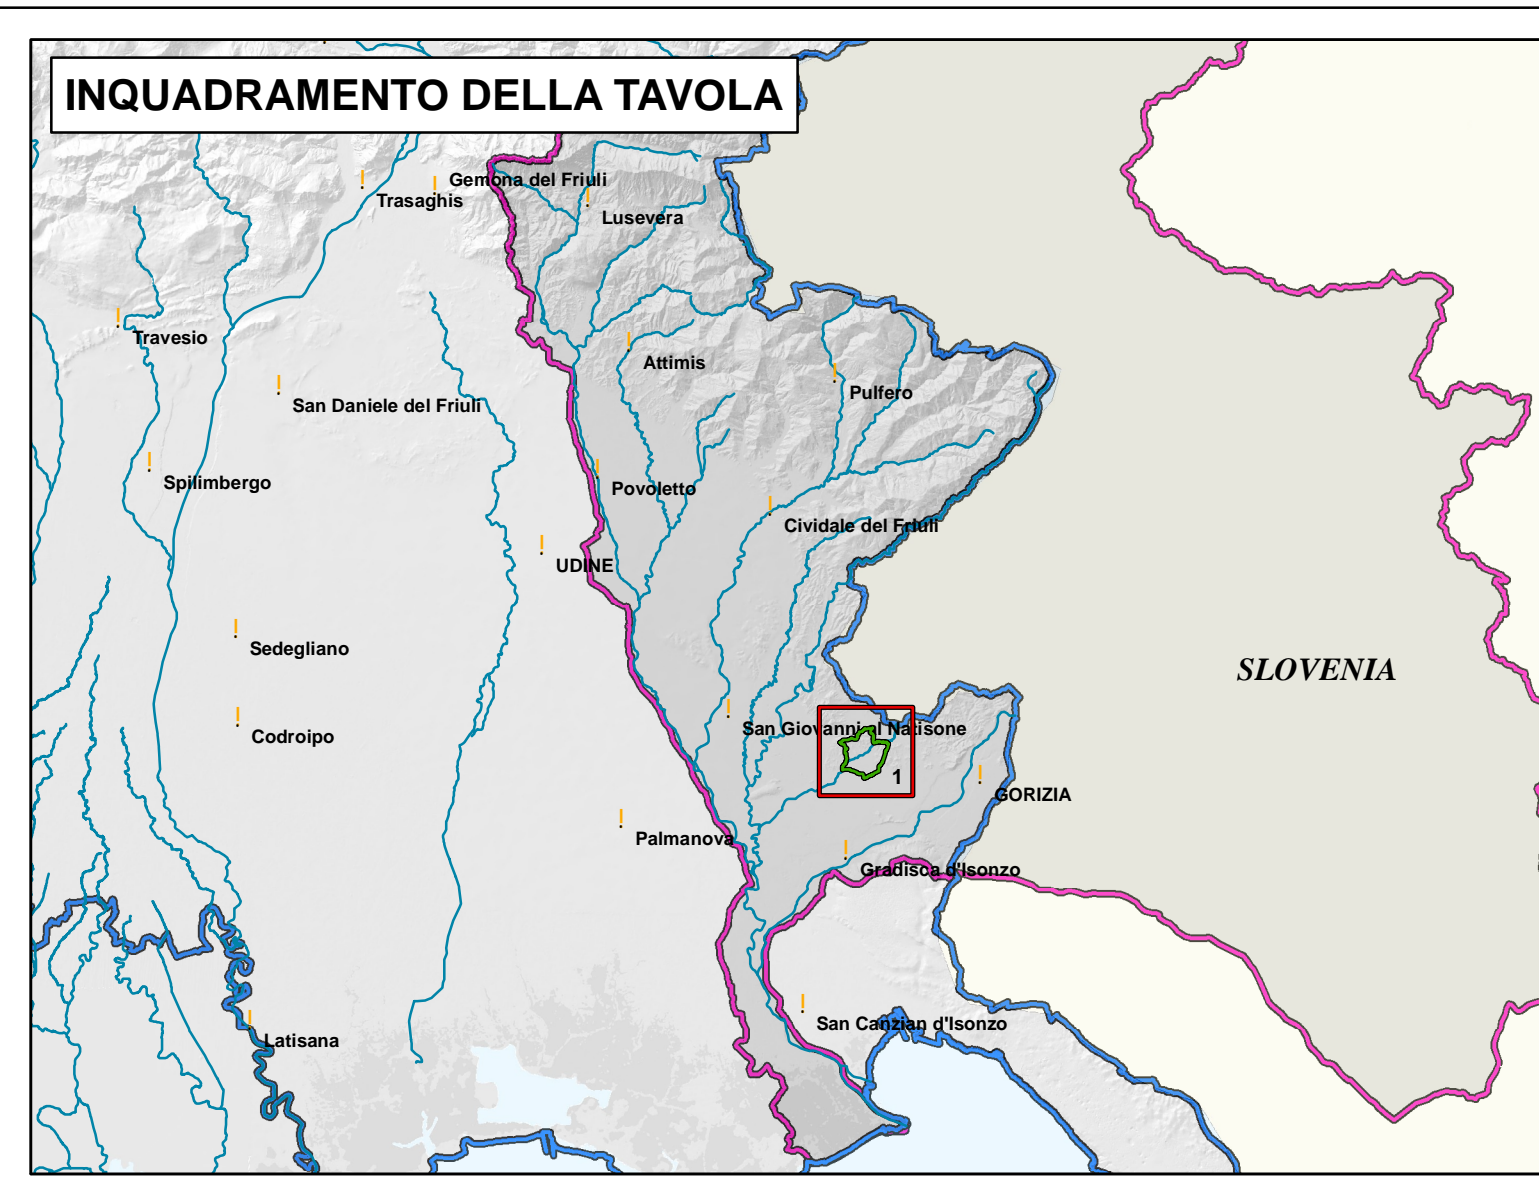 INQUADRAMENTO DELLA TAVOLA
Gemona del Friuli
Trasaghis
Lusevera
Travesio
Attimis
Pulfero
San Daniele del Friuli
Spilimbergo
Povoletto
Cividale del Friuli
UDINE
Sedegliano
SLOVENIA
San Giovanni al Natisone
Codroipo
1
GORIZIA
Palmanova
Gradisca d'Isonzo
San Canzian d'Isonzo
Latisana